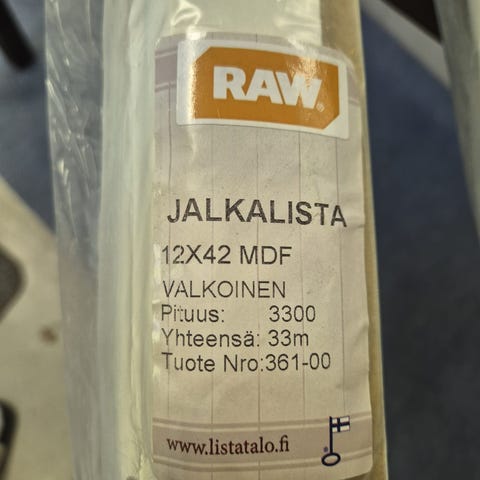 RAW®
JALKALISTA
12X42 MDF
VALKOINEN
Pituus: 3300
Yhteensä: 33m
Tuote Nro:361-00
www.listatalo.fi